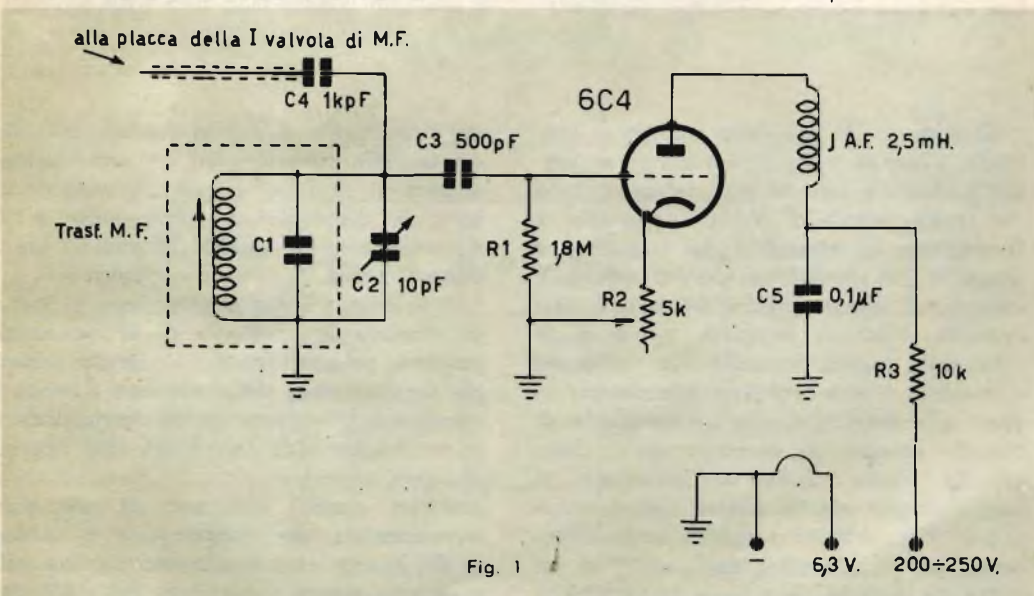 alla placca della I valvola di M.F.
C4 1kpF
6C4
C3 500pF
J A.F. 2,5mH.
Trasf. M.F.
C1
C2 10pF
R1 1,8M
R2 5k
C5 0,1µF
R3 10k
–
6,3 V.
200÷250 V.
Fig. 1